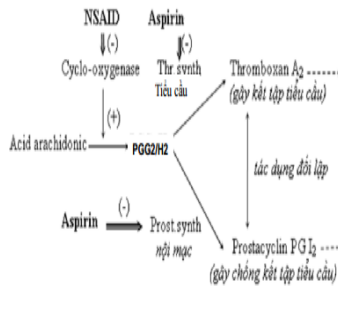 NSAID Aspirin
(-) (-)
Cyclo-oxygenase Thr synth Thromboxan A2
Tiểu cầu (gây kết tập tiểu cầu)
(+)
Acid arachidonic PGG2/H2
tác dụng đối lập
(-)
Aspirin Prost.synth Prostacyclin PG I2
nội mạc (gây chống kết tập tiểu cầu)